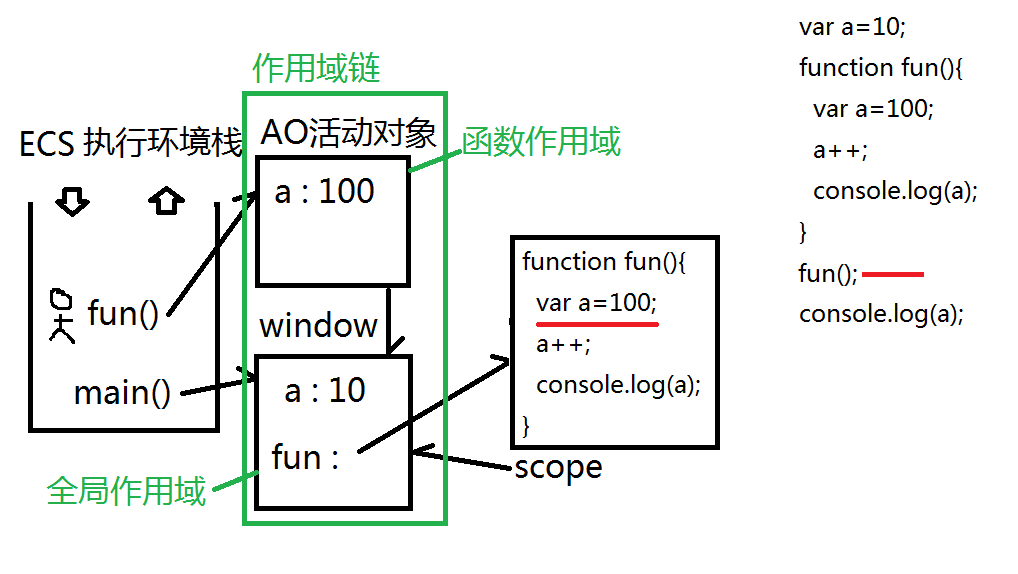 作用域链
ECS 执行环境栈
AO活动对象
函数作用域
a : 100
fun()
window
main()
a : 10
fun :
全局作用域
function fun(){
var a=100;
a++;
console.log(a);
}
scope
var a=10;
function fun(){
var a=100;
a++;
console.log(a);
}
fun();
console.log(a);